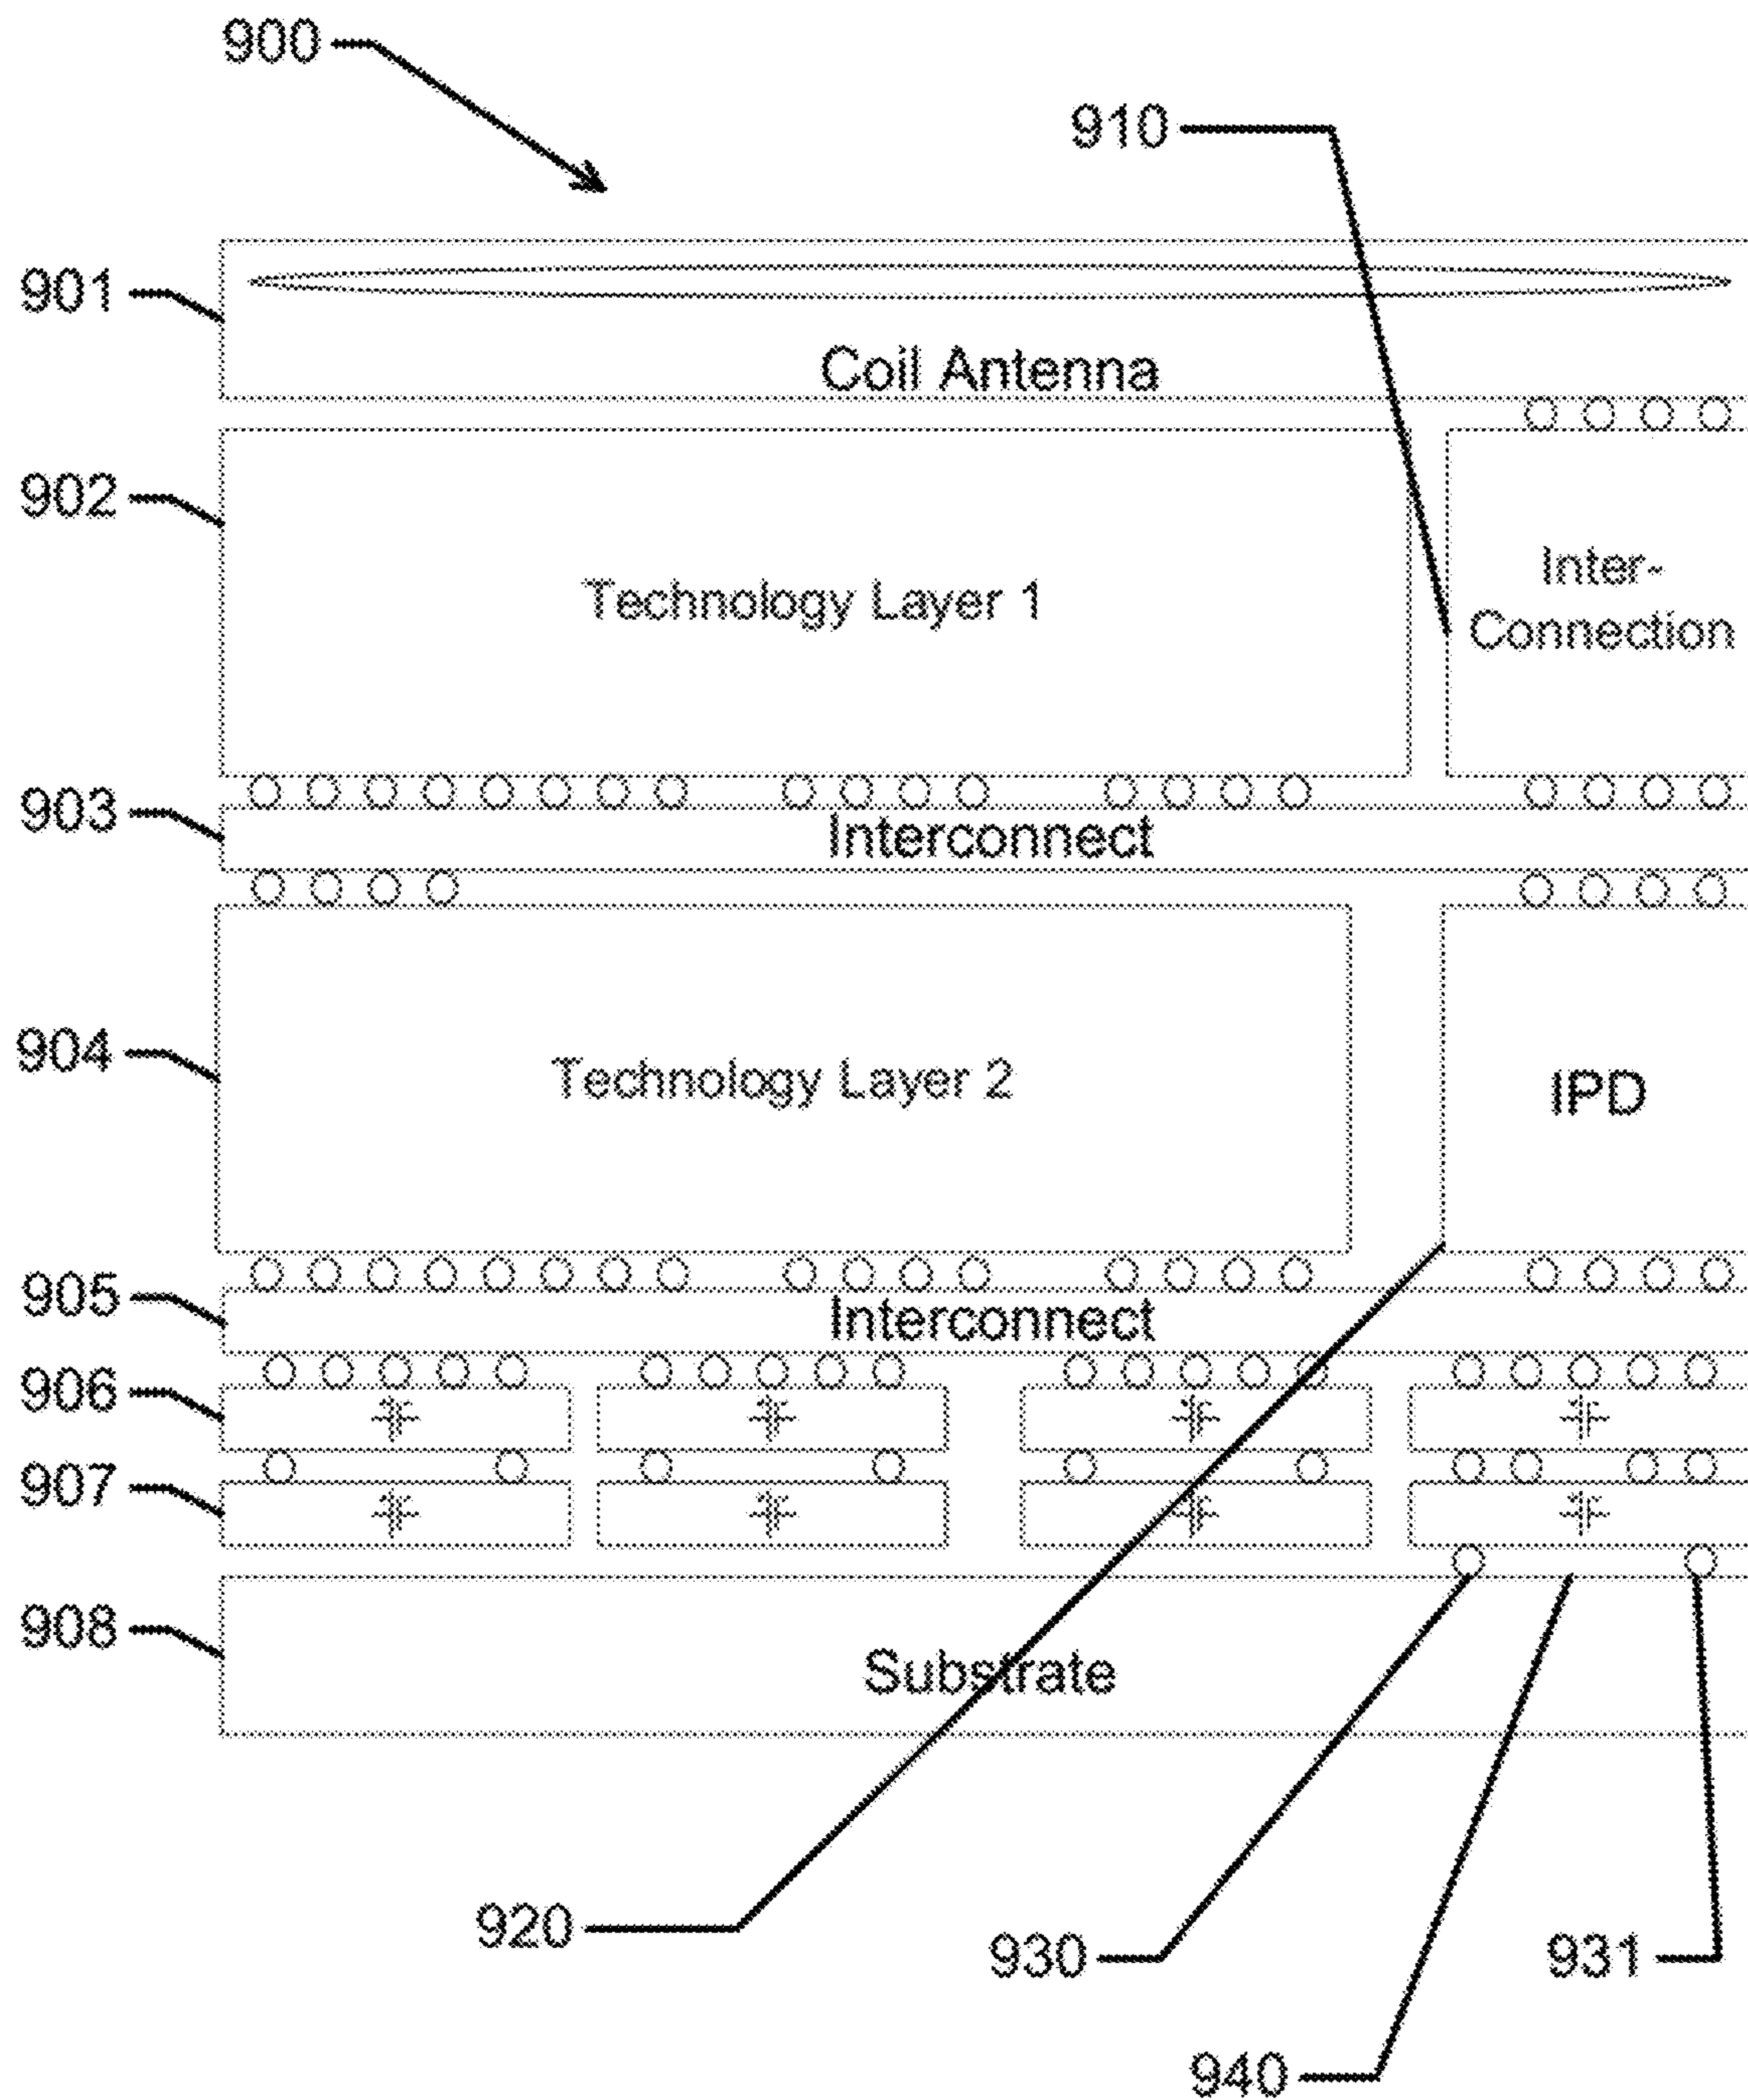 900
910
901
Coil Antenna
902
Technology Layer 1
Inter-
Connection
903
Interconnect
904
Technology Layer 2
IPD
905
Interconnect
906
907
908
Substrate
920
930
931
940